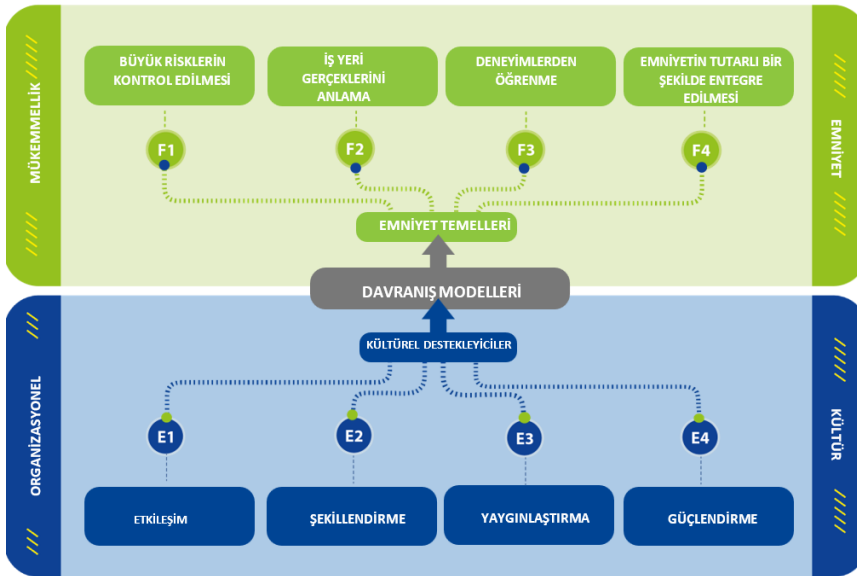 BÜYÜK RİSKLERİN
KONTROL EDİLMESİ
İŞ YERİ
GERÇEKLERİNİ
ANLAMA
DENEYİMLERDEN
ÖĞRENME
EMNİYETİN TUTARLI BİR
ŞEKİLDE ENTEGRE
EDİLMESİ
MÜKEMMELLİK
EMNİYET
F1
F2
F3
F4
EMNİYET TEMELLERİ
DAVRANIŞ MODELLERİ
KÜLTÜREL DESTEKLEYİCİLER
ORGANİZASYONEL
KÜLTÜR
E1
E2
E3
E4
ETKİLEŞİM
ŞEKİLLENDİRME
YAYGINLAŞTIRMA
GÜÇLENDİRME